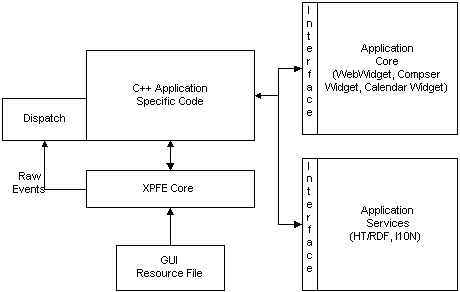 C++ Application
Specific Code
Dispatch
Raw
Events
XPFE Core
GUI
Resource File
Interface
Application
Core
(WebWidget, Compser
Widget, Calendar Widget)
Interface
Application
Services
(HT/RDF, I10N)